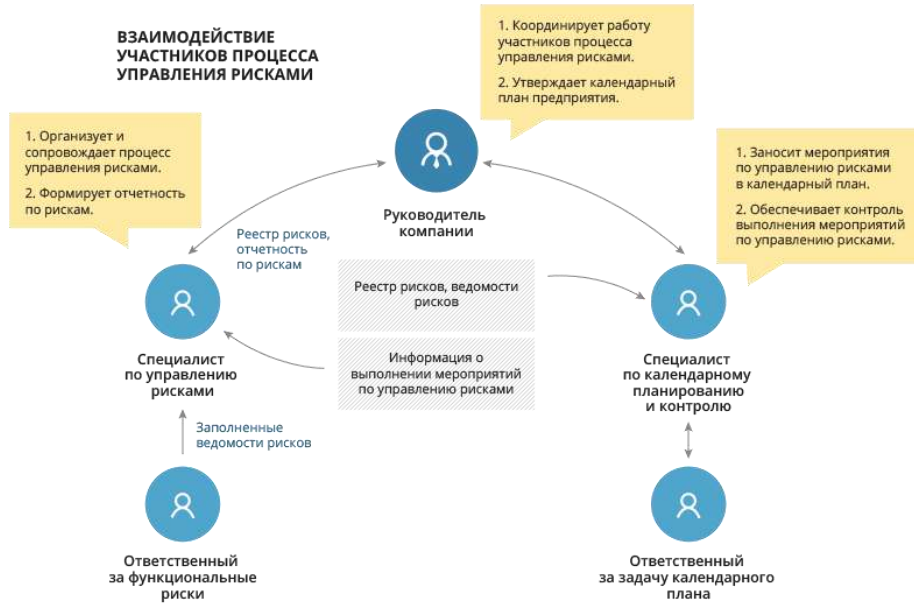 ВЗАИМОДЕЙСТВИЕ
УЧАСТНИКОВ ПРОЦЕССА
УПРАВЛЕНИЯ РИСКАМИ
1. Координирует работу
участников процесса
управления рисками.
2. Утверждает календарный
план предприятия.
1. Организует и
сопровождает процесс
управления рисками.
2. Формирует отчетность
по рискам.
1. Заносит мероприятия
по управлению рисками
в календарный план.
2. Обеспечивает контроль
выполнения мероприятий
по управлению рисками.
Руководитель
компании
Реестр рисков,
отчетность
по рискам
Реестр рисков, ведомости
рисков
Информация о
выполнении мероприятий
по управлению рисками
Специалист
по управлению
рисками
Специалист
по календарному
планированию
и контролю
Заполненные
ведомости рисков
Ответственный
за функциональные
риски
Ответственный
за задачу календарного
плана